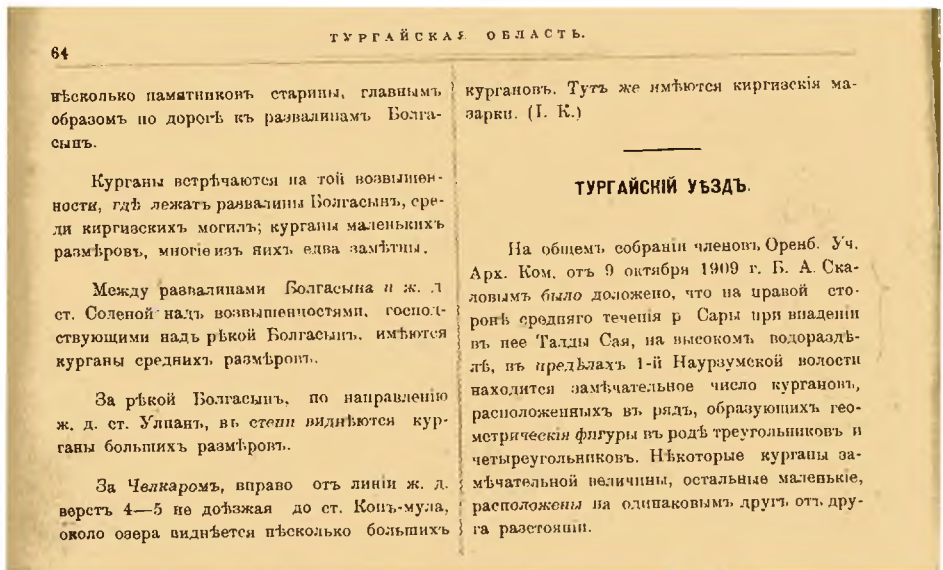 64
ТУРГАЙСКАЯ ОБЛАСТЬ.
нѣсколько памятниковъ старины, главнымъ
образомъ по дорогѣ къ развалинамъ Болга-
сынъ.
Курганы встрѣчаются на той возвышен-
ности, гдѣ лежатъ развалины Болгасынъ, сре-
ди киргизскихъ могилъ; курганы маленькихъ
размѣровъ, многіе изъ нихъ едва замѣтны.
Между развалинами Болгасына и ж. д
ст. Соленой надъ возвышенностями, господ-
ствующими надъ рѣкой Болгасынъ, имѣются
курганы среднихъ размѣровъ.
За рѣкой Болгасынъ, по направленію
ж. д. ст. Улпанъ, въ степи виднѣются кур-
ганы большихъ размѣровъ.
За Челкаромъ, вправо отъ линіи ж. д.
верстъ 4—5 не доѣзжая до ст. Конъ-мула,
около озера виднѣется нѣсколько большихъ
кургановъ. Тутъ же имѣются киргизскія ма-
зарки. (І. К.)
ТУРГАЙСКІЙ УѢЗДЪ.
На общемъ собраніи членовъ Оренб. Уч.
Арх. Ком. отъ 9 октября 1909 г. Б. А. Ска-
ловымъ было доложено, что на правой сто-
ронѣ средняго теченія р Сары при впаденіи
въ нее Талды Сая, на высокомъ водораздѣ-
лѣ, въ предѣлахъ 1-й Наурзумской волости
находится замѣчательное число кургановъ,
расположенныхъ въ рядъ, образующихъ гео-
метрическія фигуры въ родѣ треугольниковъ и
четыреугольниковъ. Нѣкоторые курганы за-
мѣчательной величины, остальные маленькіе,
расположены на одинаковымъ другъ отъ дру-
га разстояніи.